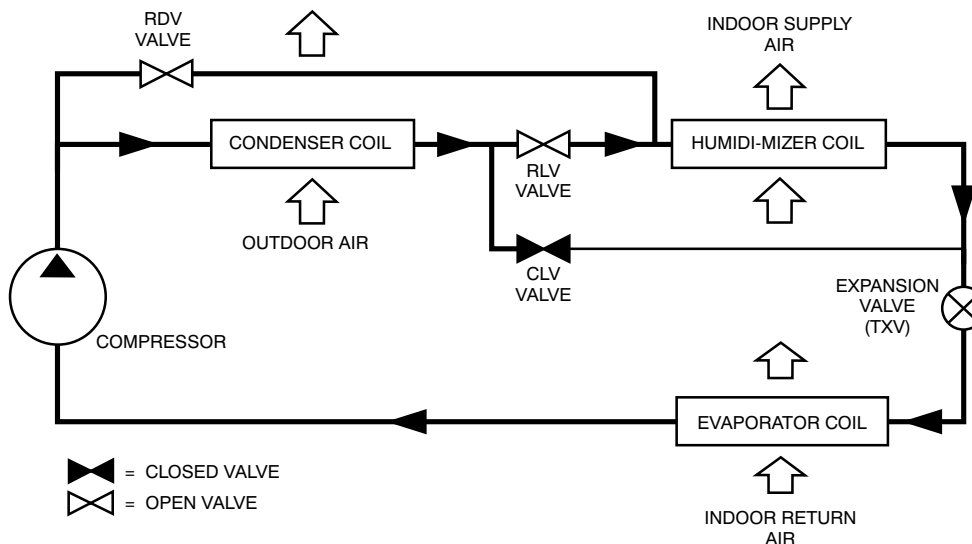 RDV
VALVE
INDOOR SUPPLY
AIR
CONDENSER COIL
HUMIDI-MIZER COIL
RLV
VALVE
OUTDOOR AIR
CLV
VALVE
EXPANSION
VALVE
(TXV)
COMPRESSOR
EVAPORATOR COIL
= CLOSED VALVE
= OPEN VALVE
INDOOR RETURN
AIR